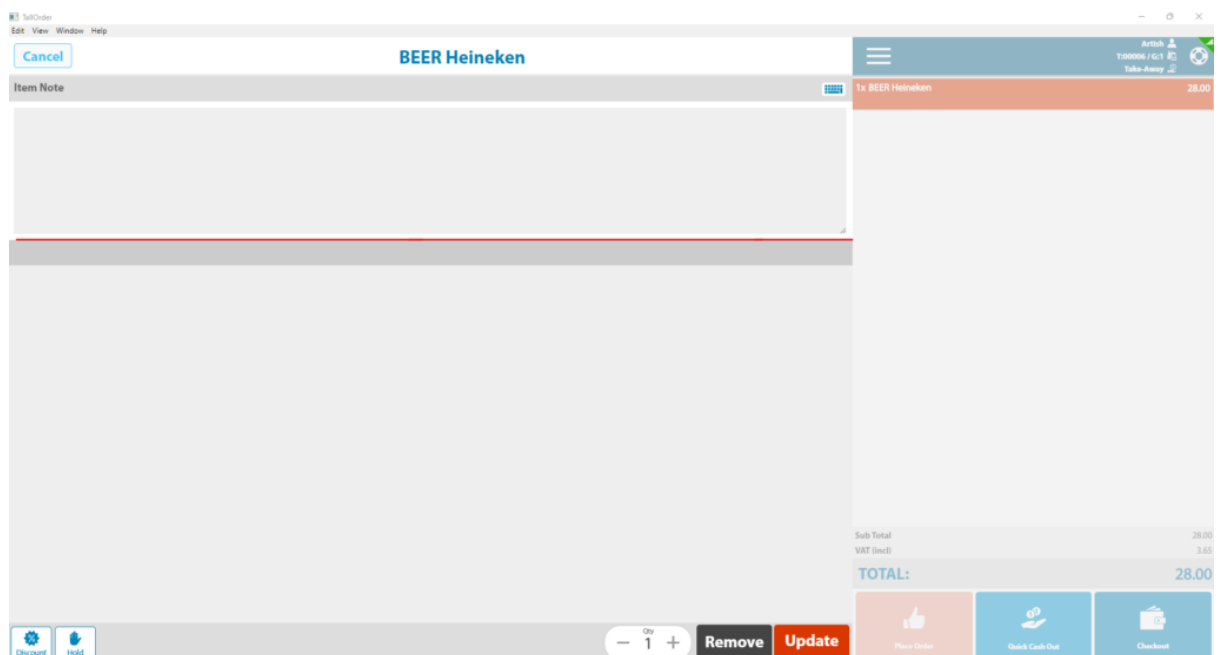 TallOrder
Edit View Window Help
Cancel
BEER Heineken
Artish
T:00006 / G:1
Take-Away
Item Note
1x BEER Heineken 28.00
Sub Total 28.00
VAT (incl) 3.65
TOTAL: 28.00
Discount
Hold
Qty
− 1 +
Remove
Update
Place Order
Quick Cash Out
Checkout